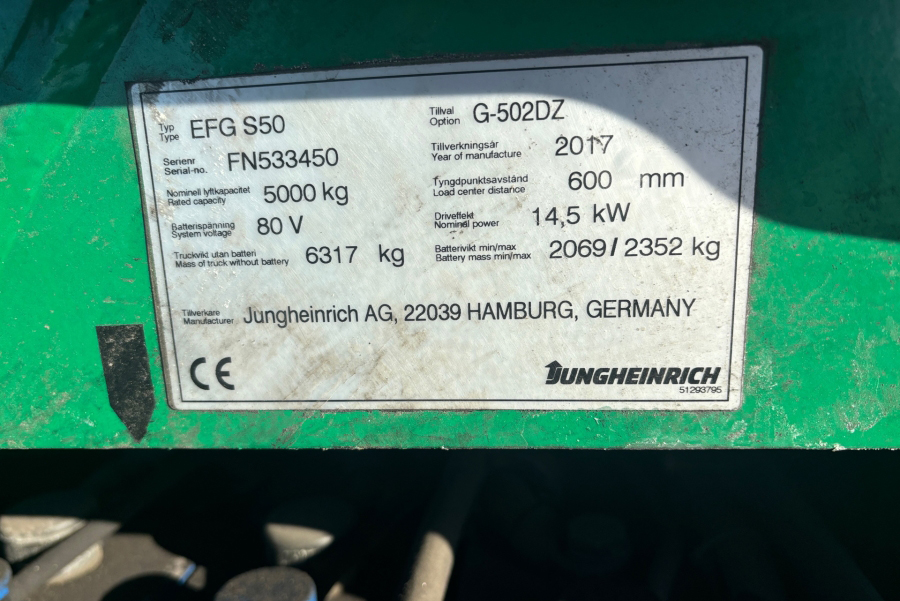 Typ
Type EFG S50
Tillval
Option G-502DZ
Serienr
Serial-no. FN533450
Tillverkningsår
Year of manufacture 2017
Nominell lyftkapacitet
Rated capacity 5000 kg
Tyngdpunktsavstånd
Load center distance 600 mm
Batterispänning
System voltage 80 V
Driveffekt
Nominal power 14,5 kW
Truckvikt utan batteri
Mass of truck without battery 6317 kg
Batterivikt min/max
Battery mass min/max 2069/2352 kg
Tillverkare
Manufacturer Jungheinrich AG, 22039 HAMBURG, GERMANY
CE
JUNGHEINRICH
51293795